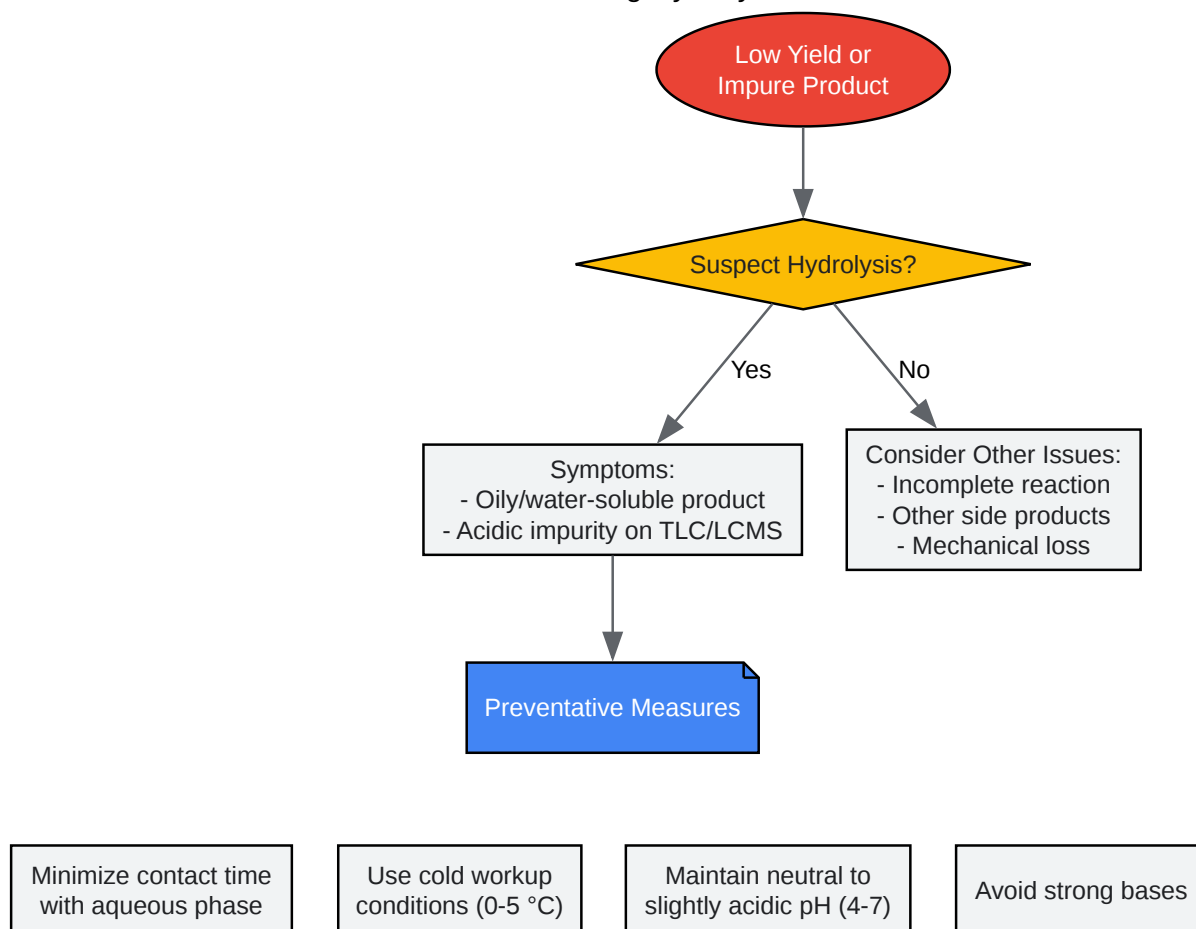 Low Yield or
Impure Product
Suspect Hydrolysis?
Yes
No
Symptoms:
- Oily/water-soluble product
- Acidic impurity on TLC/LCMS
Consider Other Issues:
- Incomplete reaction
- Other side products
- Mechanical loss
Preventative Measures
Minimize contact time
with aqueous phase
Use cold workup
conditions (0-5 °C)
Maintain neutral to
slightly acidic pH (4-7)
Avoid strong bases